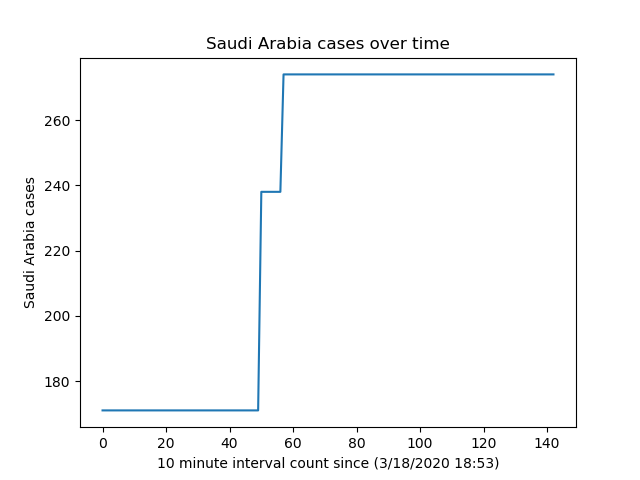 Saudi Arabia cases over time
260
240
220
200
180
Saudi Arabia cases
0 20 40 60 80 100 120 140
10 minute interval count since (3/18/2020 18:53)